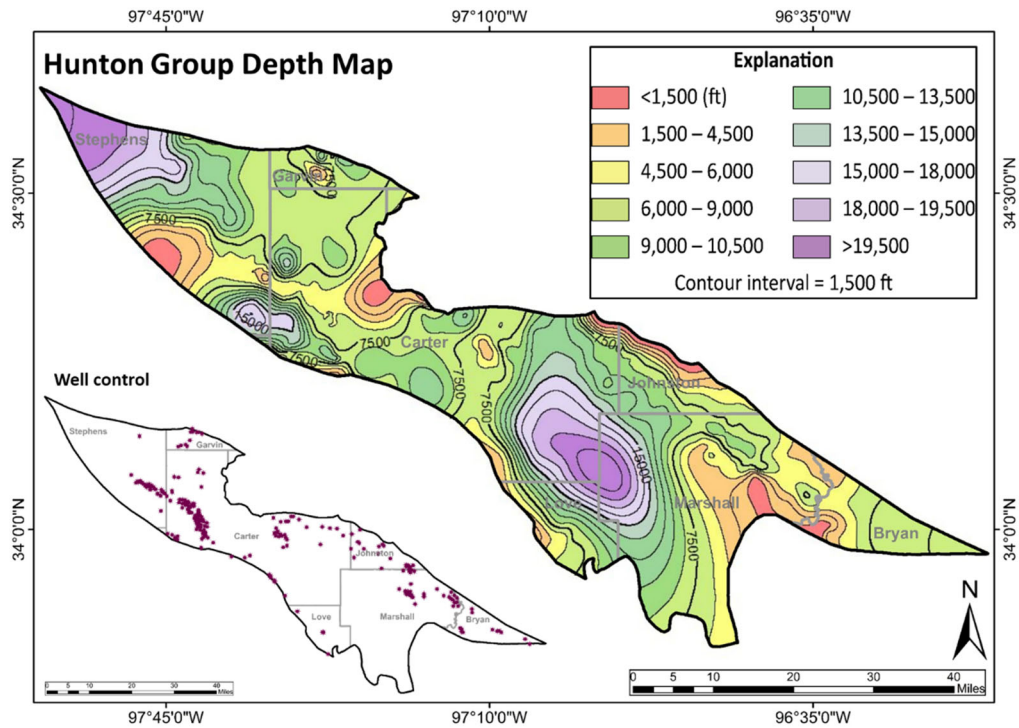 97°45'0"W 97°10'0"W 96°35'0"W
Hunton Group Depth Map
Explanation
<1,500 (ft)
1,500 – 4,500
4,500 – 6,000
6,000 – 9,000
9,000 – 10,500
10,500 – 13,500
13,500 – 15,000
15,000 – 18,000
18,000 – 19,500
>19,500
Contour interval = 1,500 ft
34°30'0"N 34°30'0"N
34°0'0"N 34°0'0"N
Stephens
Garvin
7500
7500
15000
7500
7500
Carter
7500
7500
7500
Johnston
15000
Love
Marshall
7500
Bryan
Well control
Stephens
Garvin
Carter
Johnston
Love
Marshall
Bryan
N
0 5 10 20 30 40
Miles
0 5 10 20 30 40
Miles
97°45'0"W 97°10'0"W 96°35'0"W